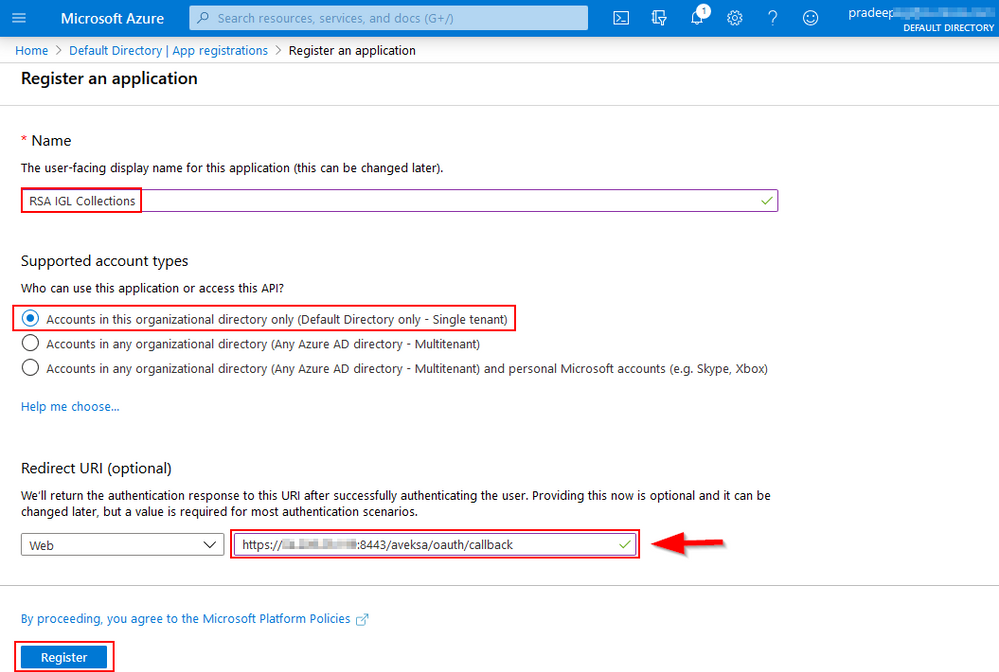 Microsoft Azure
Search resources, services, and docs (G+/)
1
pradeep
DEFAULT DIRECTORY
Home > Default Directory | App registrations > Register an application
Register an application
* Name
The user-facing display name for this application (this can be changed later).
RSA IGL Collections
Supported account types
Who can use this application or access this API?
Accounts in this organizational directory only (Default Directory only - Single tenant)
Accounts in any organizational directory (Any Azure AD directory - Multitenant)
Accounts in any organizational directory (Any Azure AD directory - Multitenant) and personal Microsoft accounts (e.g. Skype, Xbox)
Help me choose...
Redirect URI (optional)
We'll return the authentication response to this URI after successfully authenticating the user. Providing this now is optional and it can be
changed later, but a value is required for most authentication scenarios.
Web
https:// :8443/aveksa/oauth/callback
By proceeding, you agree to the Microsoft Platform Policies
Register